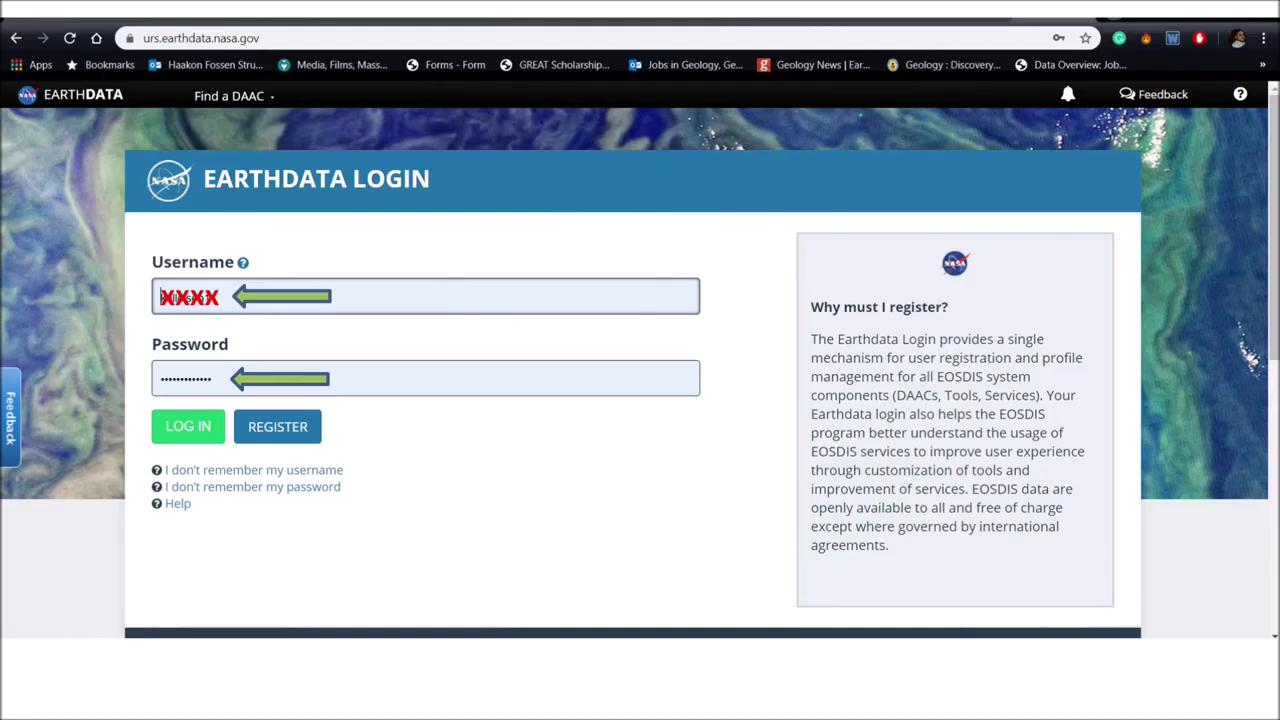 urs.earthdata.nasa.gov
Apps Bookmarks Haakon Fossen Stru... Media, Films, Mass... Forms - Form GREAT Scholarship... Jobs in Geology, Ge... Geology News | Ear... Geology : Discovery... Data Overview: Job... »
NASA EARTHDATA Find a DAAC Feedback
NASA EARTHDATA LOGIN
Username
XXXX
Password
•••••••••••••
LOG IN REGISTER
I don't remember my username
I don't remember my password
Help
Feedback
NASA
Why must I register?
The Earthdata Login provides a single
mechanism for user registration and profile
management for all EOSDIS system
components (DAACs, Tools, Services). Your
Earthdata login also helps the EOSDIS
program better understand the usage of
EOSDIS services to improve user experience
through customization of tools and
improvement of services. EOSDIS data are
openly available to all and free of charge
except where governed by international
agreements.